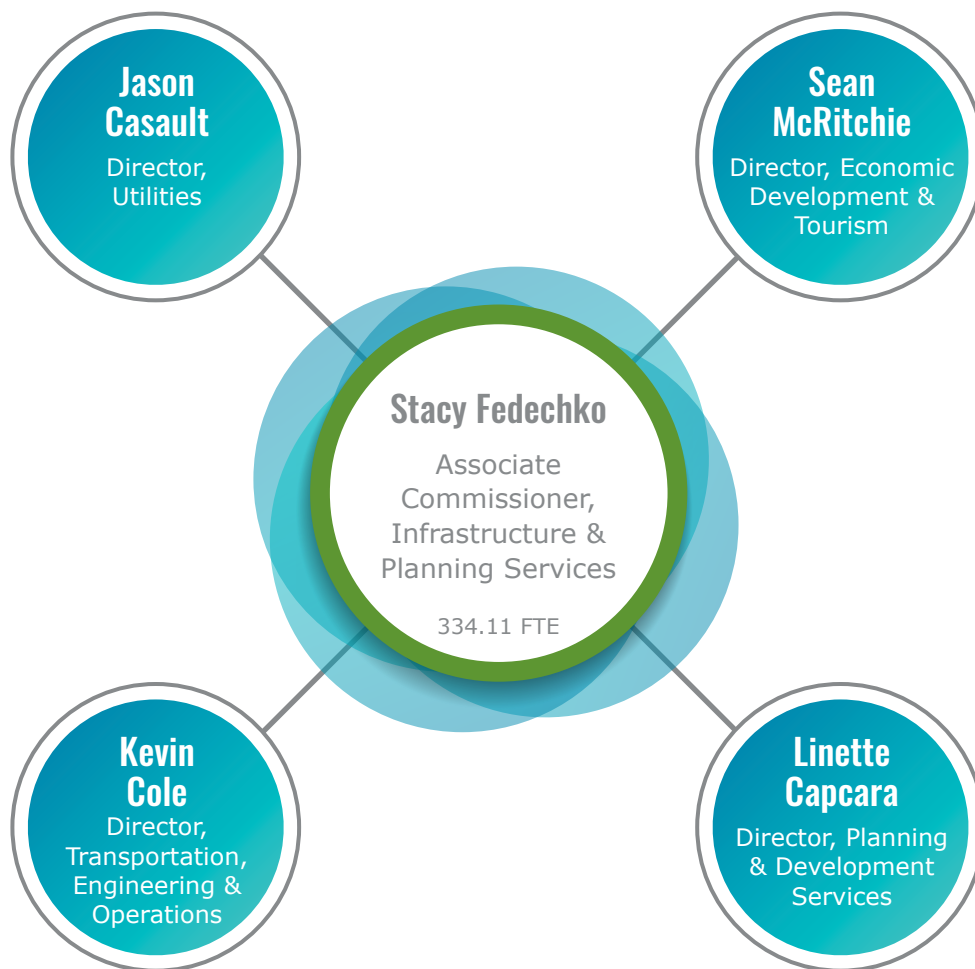 Jason
Casault
Director,
Utilities
Sean
McRitchie
Director, Economic
Development &
Tourism
Stacy Fedechko
Associate
Commissioner,
Infrastructure &
Planning Services
334.11 FTE
Kevin
Cole
Director,
Transportation,
Engineering &
Operations
Linette
Capcara
Director, Planning
& Development
Services